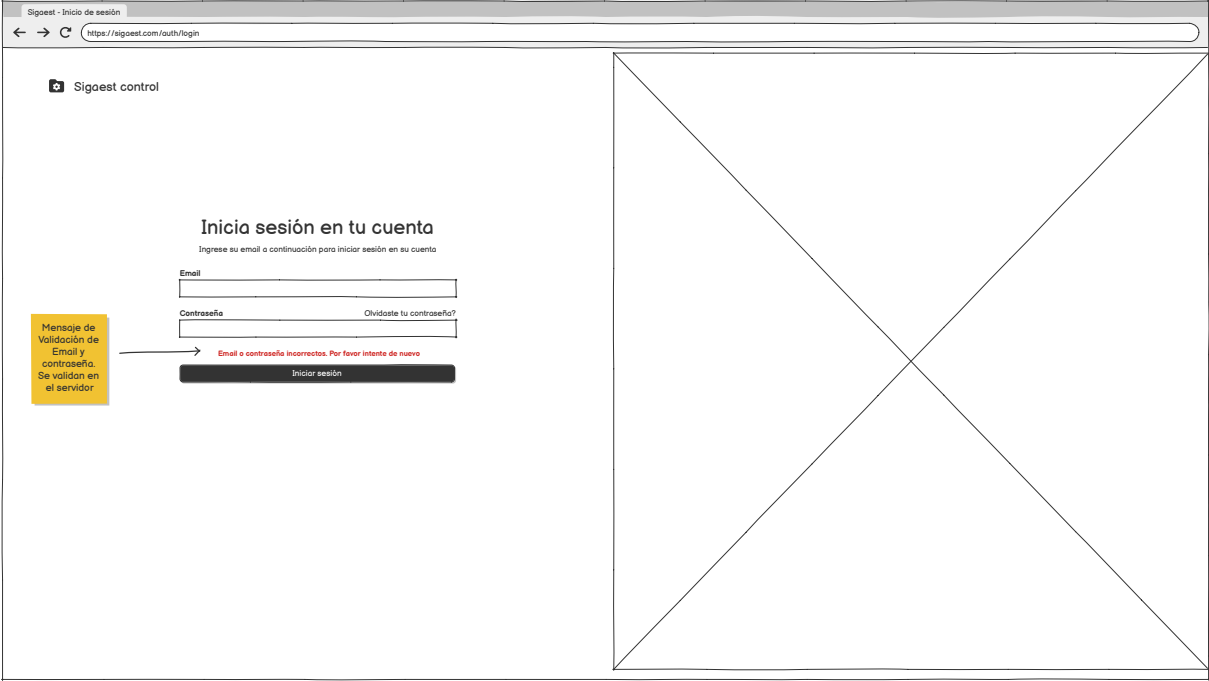 Sigaest - Inicio de sesión
https://sigaest.com/auth/login
Sigaest control
Inicia sesión en tu cuenta
Ingrese su email a continuación para iniciar sesión en su cuenta
Email
Contraseña
Olvidaste tu contraseña?
Mensaje de
Validación de
Email y
contraseña.
Se validan en
el servidor
Email o contraseña incorrectos. Por favor intente de nuevo
Iniciar sesión